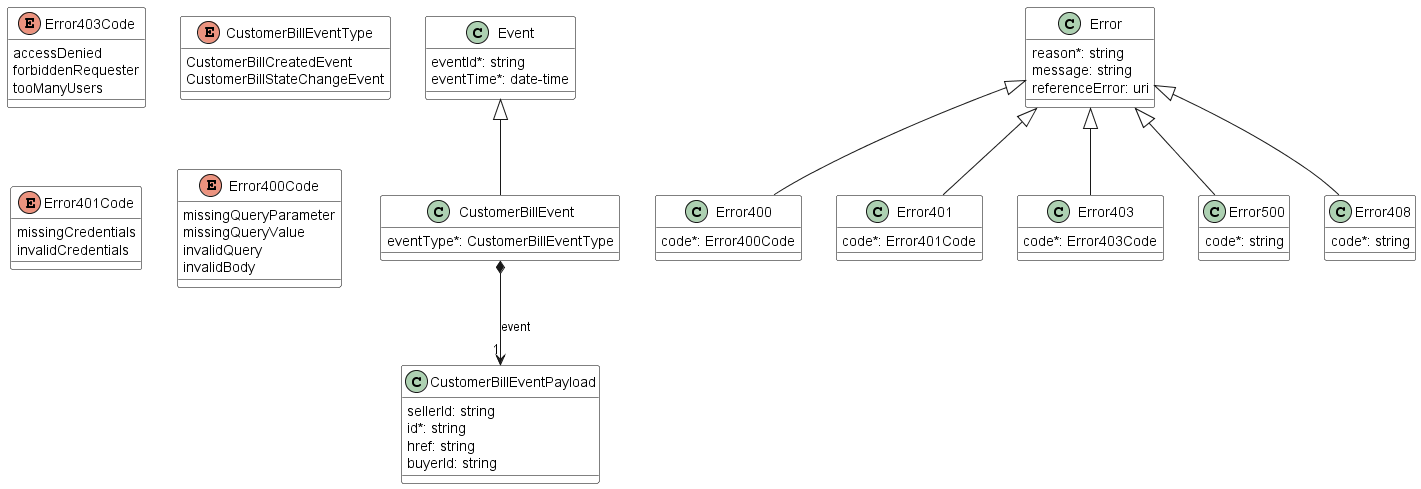 E Error403Code
accessDenied
forbiddenRequester
tooManyUsers
E CustomerBillEventType
CustomerBillCreatedEvent
CustomerBillStateChangeEvent
C Event
eventId*: string
eventTime*: date-time
C Error
reason*: string
message: string
referenceError: uri
E Error401Code
missingCredentials
invalidCredentials
E Error400Code
missingQueryParameter
missingQueryValue
invalidQuery
invalidBody
C CustomerBillEvent
eventType*: CustomerBillEventType
C Error400
code*: Error400Code
C Error401
code*: Error401Code
C Error403
code*: Error403Code
C Error500
code*: string
C Error408
code*: string
event
1
C CustomerBillEventPayload
sellerId: string
id*: string
href: string
buyerId: string